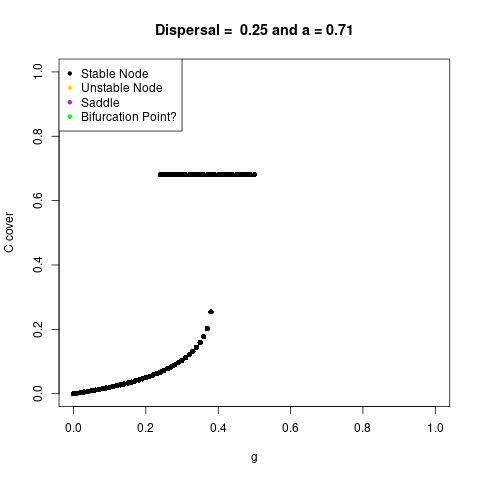 Dispersal =  0.25 and a = 0.71
Stable Node
Unstable Node
Saddle
Bifurcation Point?
C cover
1.0
0.8
0.6
0.4
0.2
0.0
0.0 0.2 0.4 0.6 0.8 1.0
g